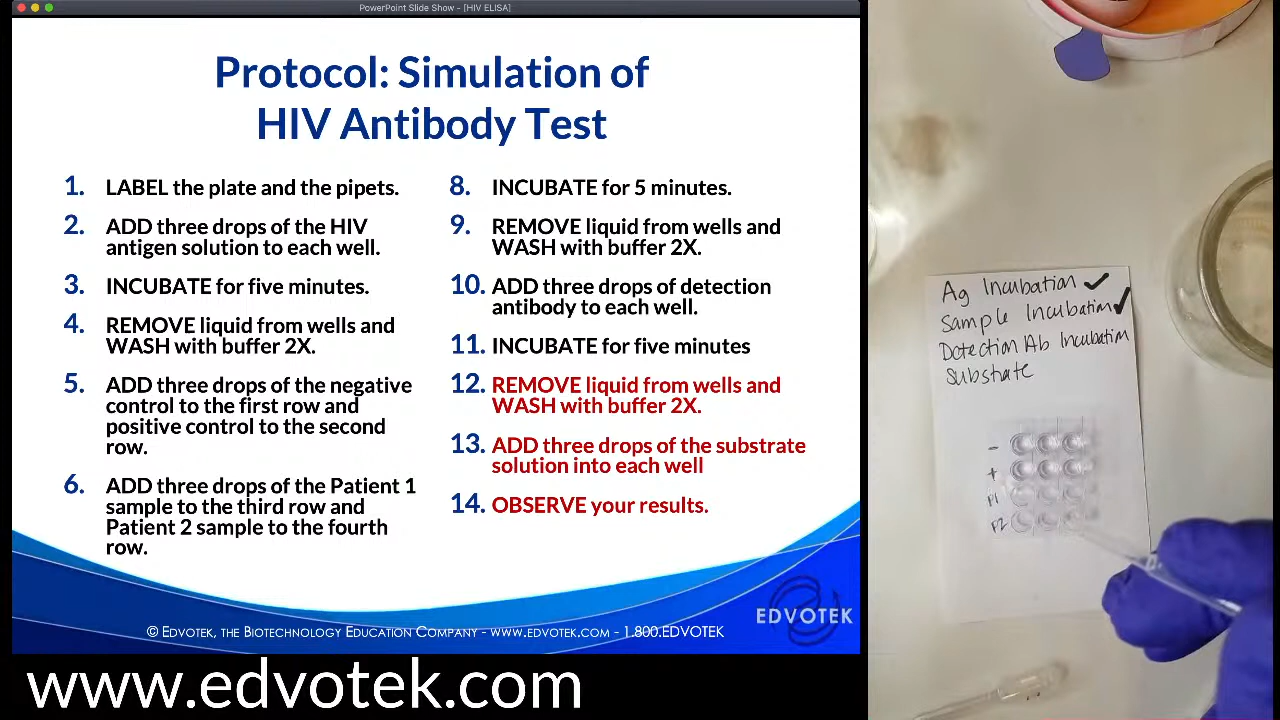 PowerPoint Slide Show - [HIV ELISA]
Protocol: Simulation of
HIV Antibody Test
1. LABEL the plate and the pipets.
2. ADD three drops of the HIV
antigen solution to each well.
3. INCUBATE for five minutes.
4. REMOVE liquid from wells and
WASH with buffer 2X.
5. ADD three drops of the negative
control to the first row and
positive control to the second
row.
6. ADD three drops of the Patient 1
sample to the third row and
Patient 2 sample to the fourth
row.
8. INCUBATE for 5 minutes.
9. REMOVE liquid from wells and
WASH with buffer 2X.
10. ADD three drops of detection
antibody to each well.
11. INCUBATE for five minutes
12. REMOVE liquid from wells and
WASH with buffer 2X.
13. ADD three drops of the substrate
solution into each well
14. OBSERVE your results.
EDVOTEK
© EDVOTEK, THE BIOTECHNOLOGY EDUCATION COMPANY - WWW.EDVOTEK.COM - 1.800.EDVOTEK
www.edvotek.com
Ag Incubation ✓
Sample Incubation ✓
Detection Ab Incubation
Substrate
-
+
P1
P2